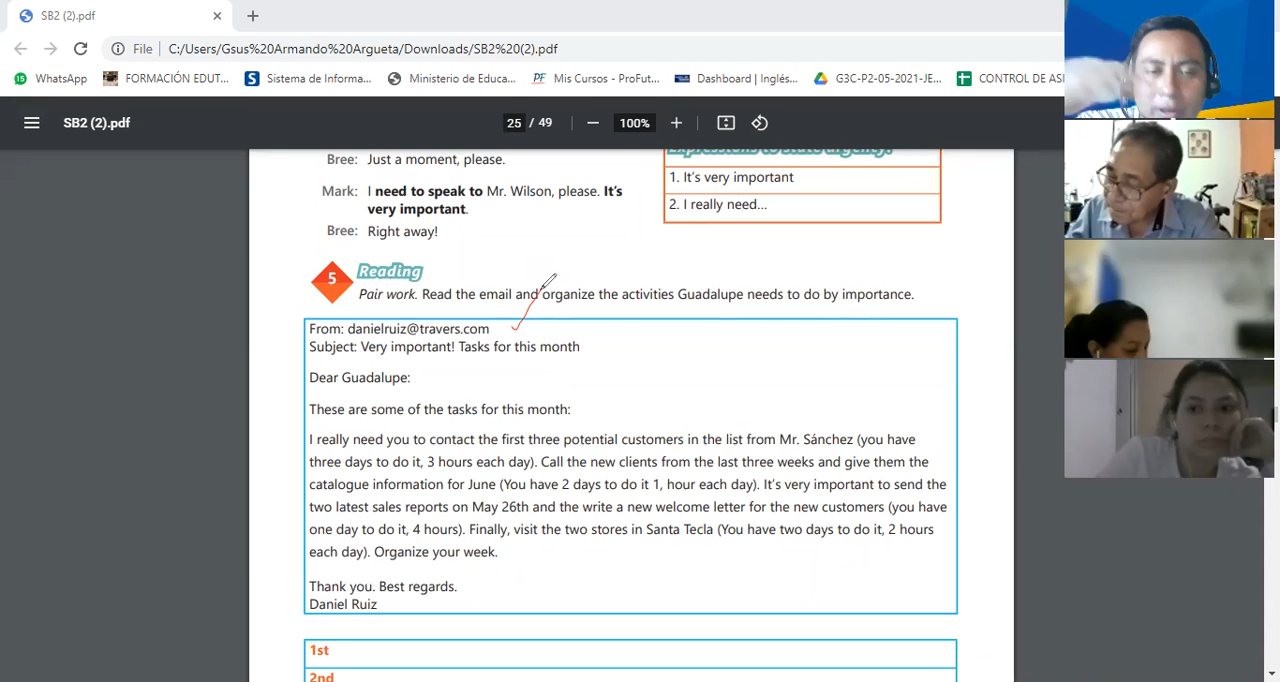 SB2 (2).pdf
File
C:/Users/Gsus%20Armando%20Argueta/Downloads/SB2%20(2).pdf
15
WhatsApp
FORMACIÓN EDUT...
S
Sistema de Informa...
Ministerio de Educa...
PF
Mis Cursos - ProFut...
Dashboard | Inglés...
G3C-P2-05-2021-JE...
CONTROL DE AS
SB2 (2).pdf
25 / 49
100%
Bree: Just a moment, please.
Mark: I need to speak to Mr. Wilson, please. It's
very important.
Bree: Right away!
Expressions to state urgency:
1. It's very important
2. I really need...
5
Reading
Pair work. Read the email and organize the activities Guadalupe needs to do by importance.
From: danielruiz@travers.com
Subject: Very important! Tasks for this month
Dear Guadalupe:
These are some of the tasks for this month:
I really need you to contact the first three potential customers in the list from Mr. Sánchez (you have
three days to do it, 3 hours each day). Call the new clients from the last three weeks and give them the
catalogue information for June (You have 2 days to do it 1, hour each day). It's very important to send the
two latest sales reports on May 26th and the write a new welcome letter for the new customers (you have
one day to do it, 4 hours). Finally, visit the two stores in Santa Tecla (You have two days to do it, 2 hours
each day). Organize your week.
Thank you. Best regards.
Daniel Ruiz
1st
2nd